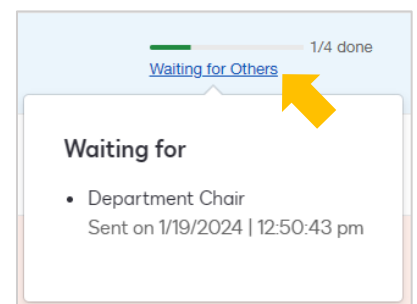 1/4 done
Waiting for Others
Waiting for
• Department Chair
Sent on 1/19/2024 | 12:50:43 pm